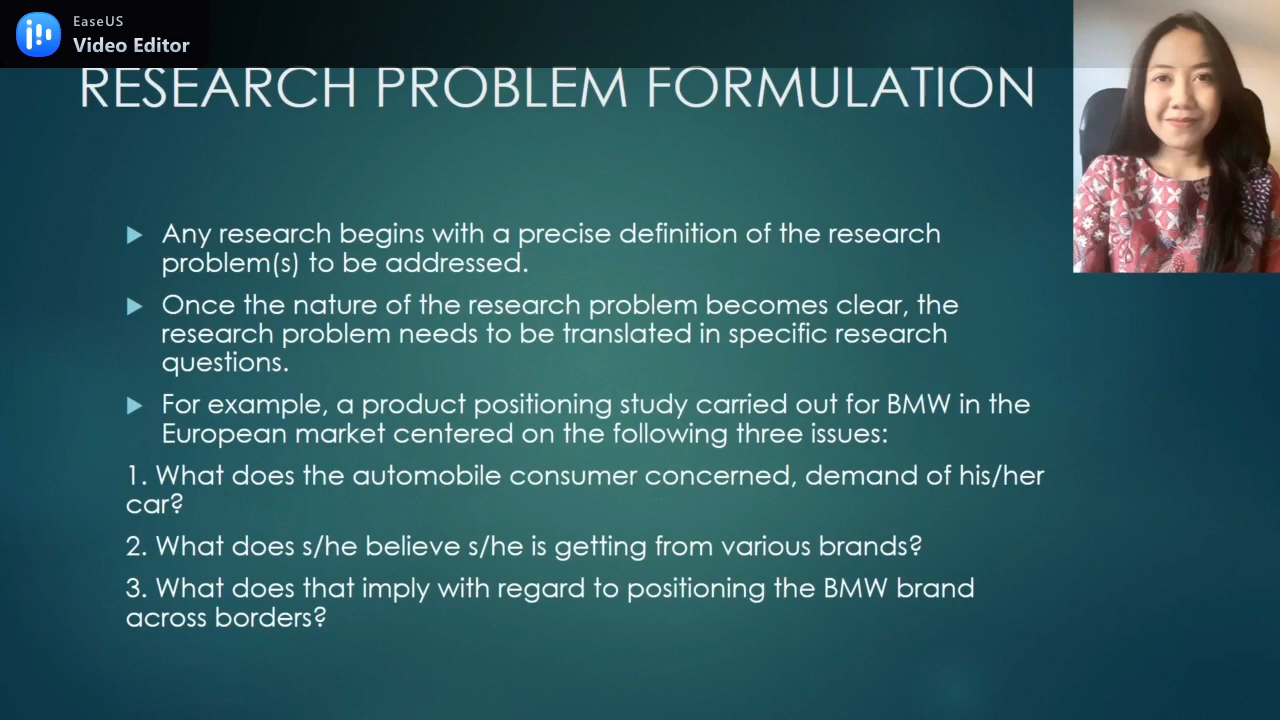 EaseUS
Video Editor
RESEARCH PROBLEM FORMULATION
Any research begins with a precise definition of the research
problem(s) to be addressed.
Once the nature of the research problem becomes clear, the
research problem needs to be translated in specific research
questions.
For example, a product positioning study carried out for BMW in the
European market centered on the following three issues:
1. What does the automobile consumer concerned, demand of his/her
car?
2. What does s/he believe s/he is getting from various brands?
3. What does that imply with regard to positioning the BMW brand
across borders?